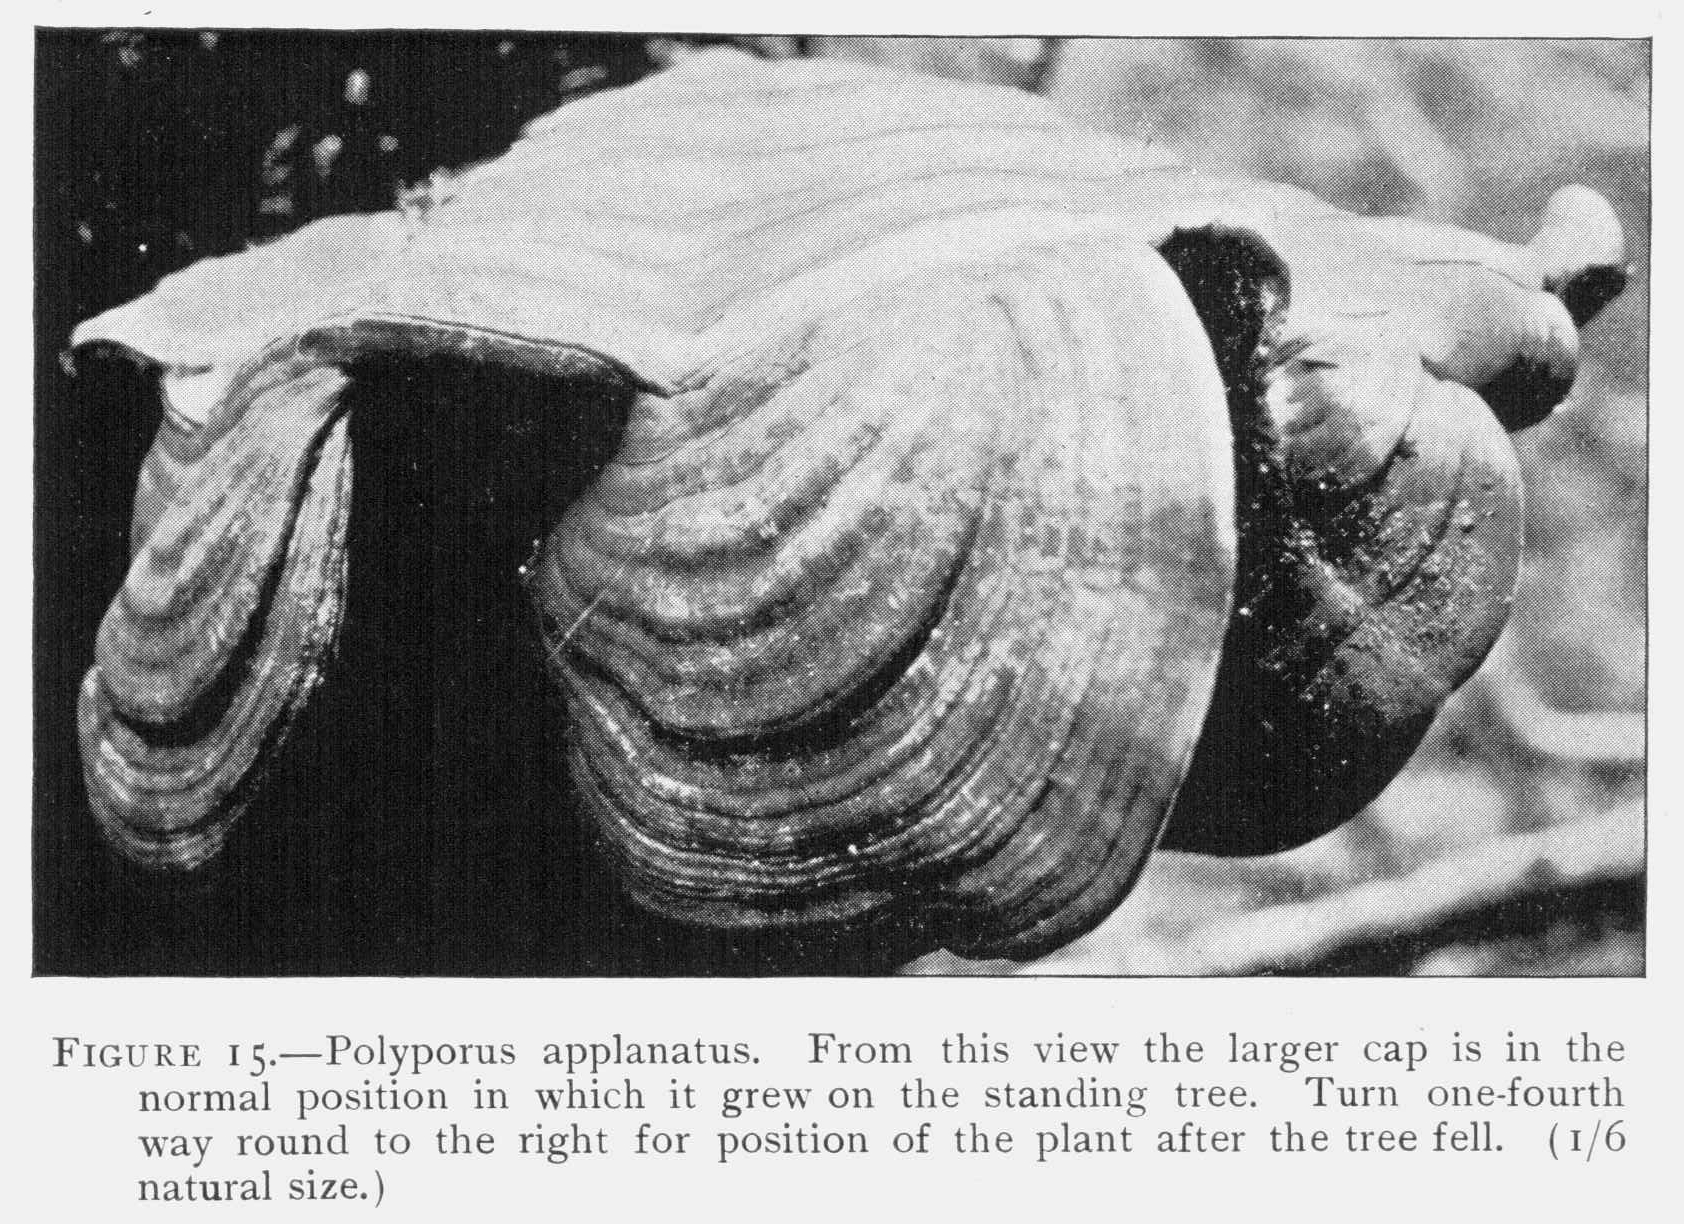 FIGURE 15.—Polyporus applanatus. From this view the larger cap is in the
normal position in which it grew on the standing tree. Turn one-fourth
way round to the right for position of the plant after the tree fell. (1/6
natural size.)